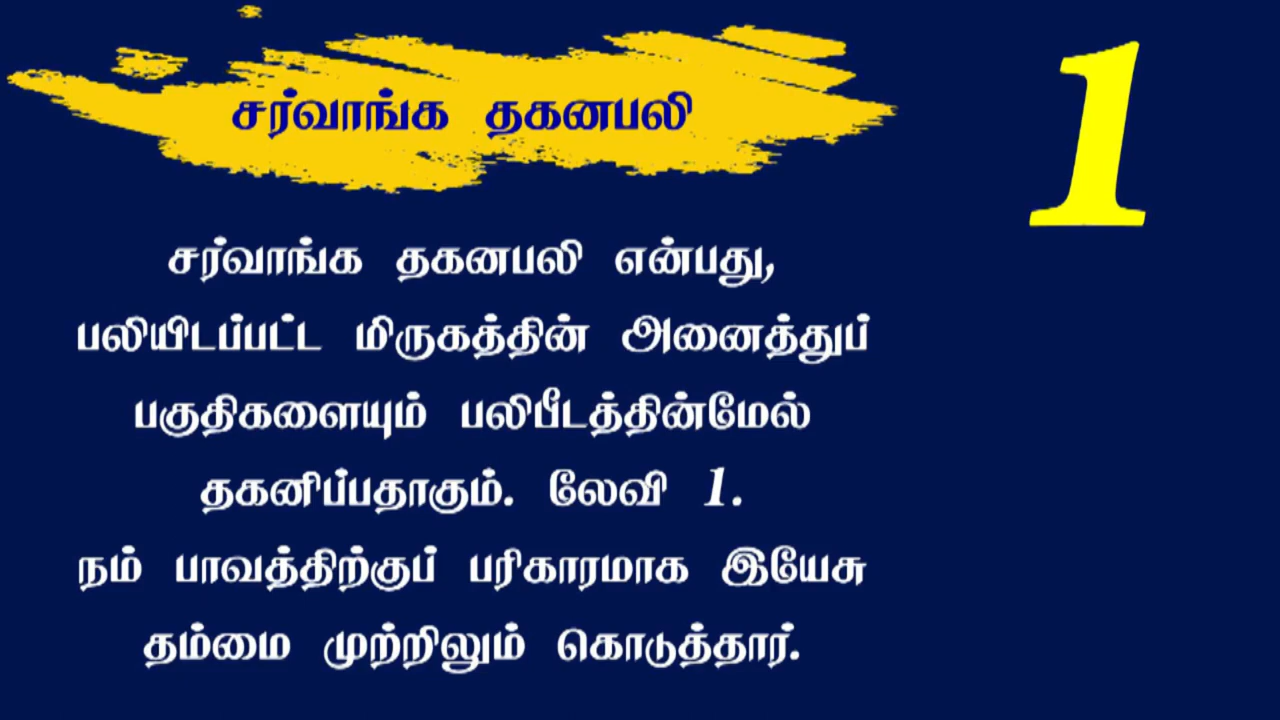 சர்வாங்க தகனபலி
1
சர்வாங்க தகனபலி என்பது,
பலியிடப்பட்ட மிருகத்தின் அனைத்துப்
பகுதிகளையும் பலிபீடத்தின்மேல்
தகனிப்பதாகும். லேவி 1.
நம் பாவத்திற்குப் பரிகாரமாக இயேசு
தம்மை முற்றிலும் கொடுத்தார்.